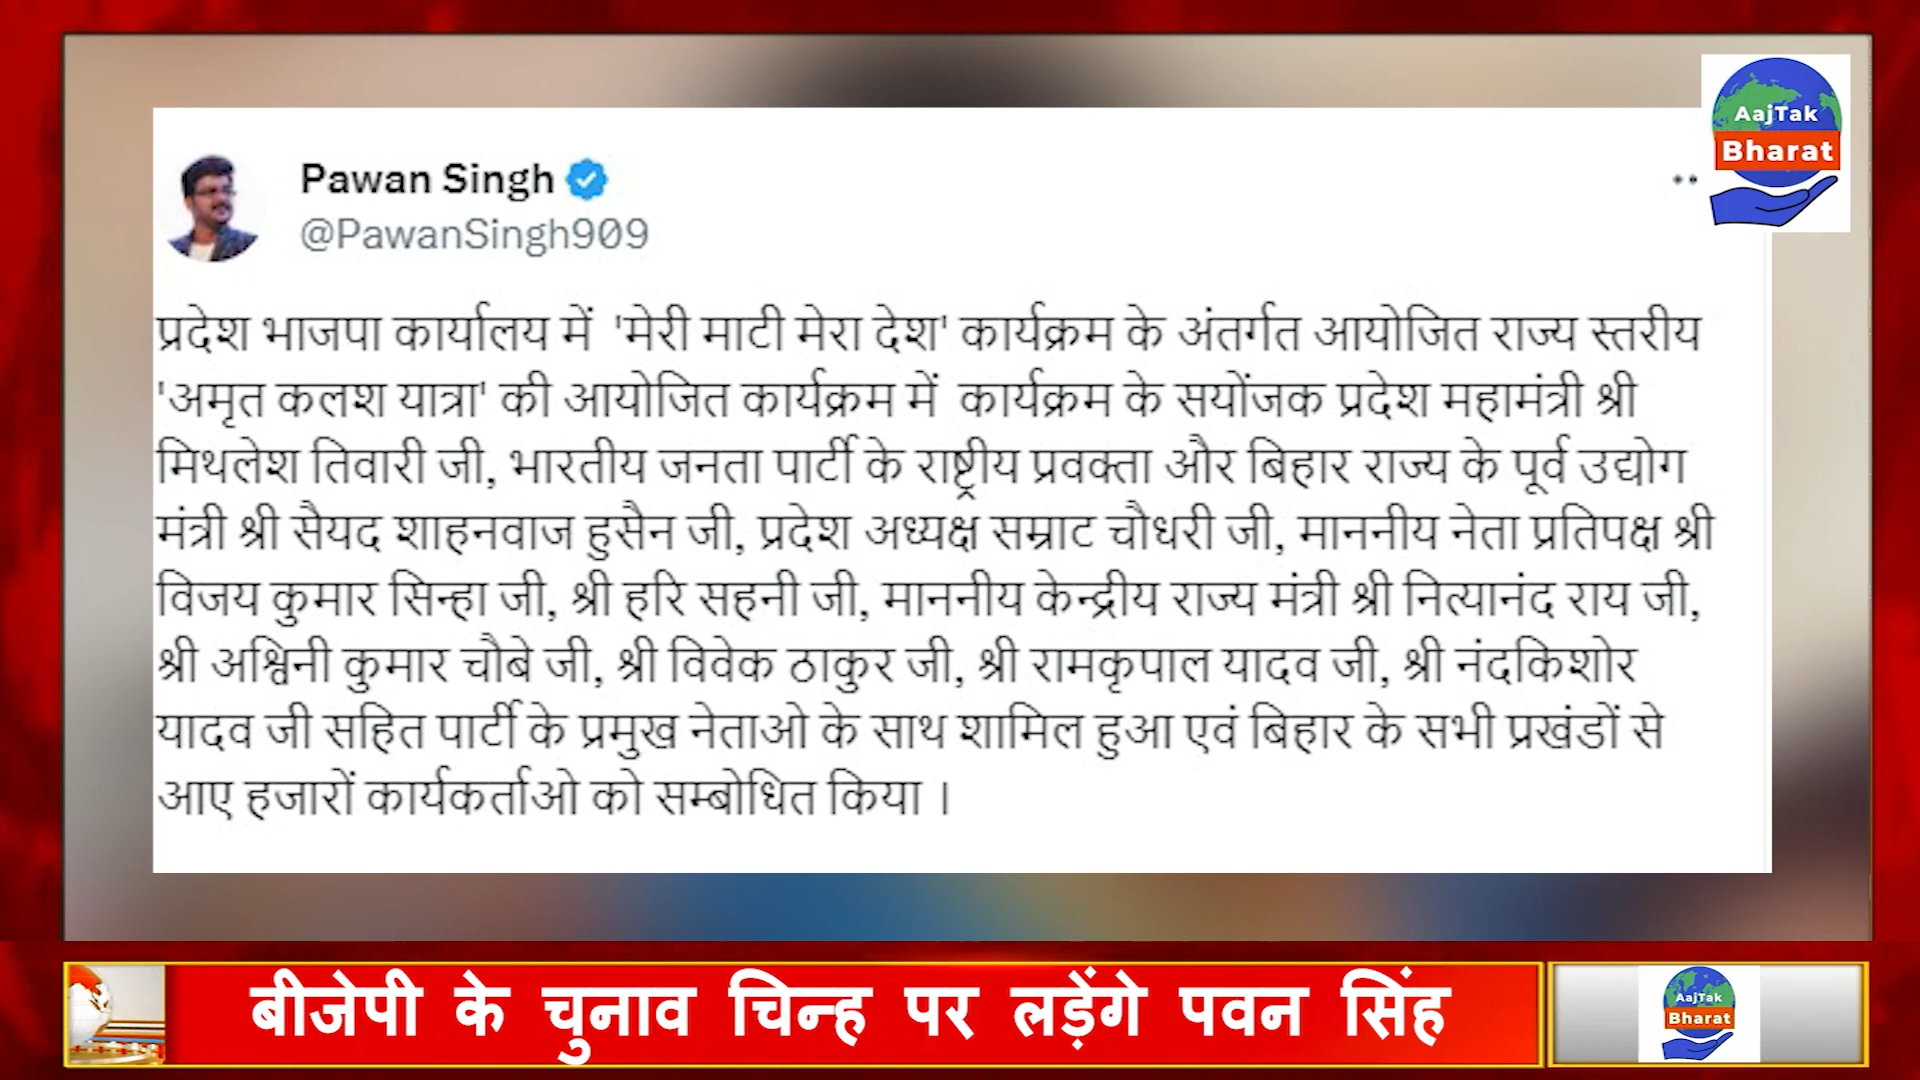 AajTak
Bharat
Pawan Singh
@PawanSingh909
प्रदेश भाजपा कार्यालय में 'मेरी माटी मेरा देश' कार्यक्रम के अंतर्गत आयोजित राज्य स्तरीय
'अमृत कलश यात्रा' की आयोजित कार्यक्रम में कार्यक्रम के सयोंजक प्रदेश महामंत्री श्री
मिथलेश तिवारी जी, भारतीय जनता पार्टी के राष्ट्रीय प्रवक्ता और बिहार राज्य के पूर्व उद्योग
मंत्री श्री सैयद शाहनवाज हुसैन जी, प्रदेश अध्यक्ष सम्राट चौधरी जी, माननीय नेता प्रतिपक्ष श्री
विजय कुमार सिन्हा जी, श्री हरि सहनी जी, माननीय केन्द्रीय राज्य मंत्री श्री नित्यानंद राय जी,
श्री अश्विनी कुमार चौबे जी, श्री विवेक ठाकुर जी, श्री रामकृपाल यादव जी, श्री नंदकिशोर
यादव जी सहित पार्टी के प्रमुख नेताओ के साथ शामिल हुआ एवं बिहार के सभी प्रखंडों से
आए हजारों कार्यकर्ताओ को सम्बोधित किया ।
बीजेपी के चुनाव चिन्ह पर लड़ेंगे पवन सिंह
AajTak
Bharat